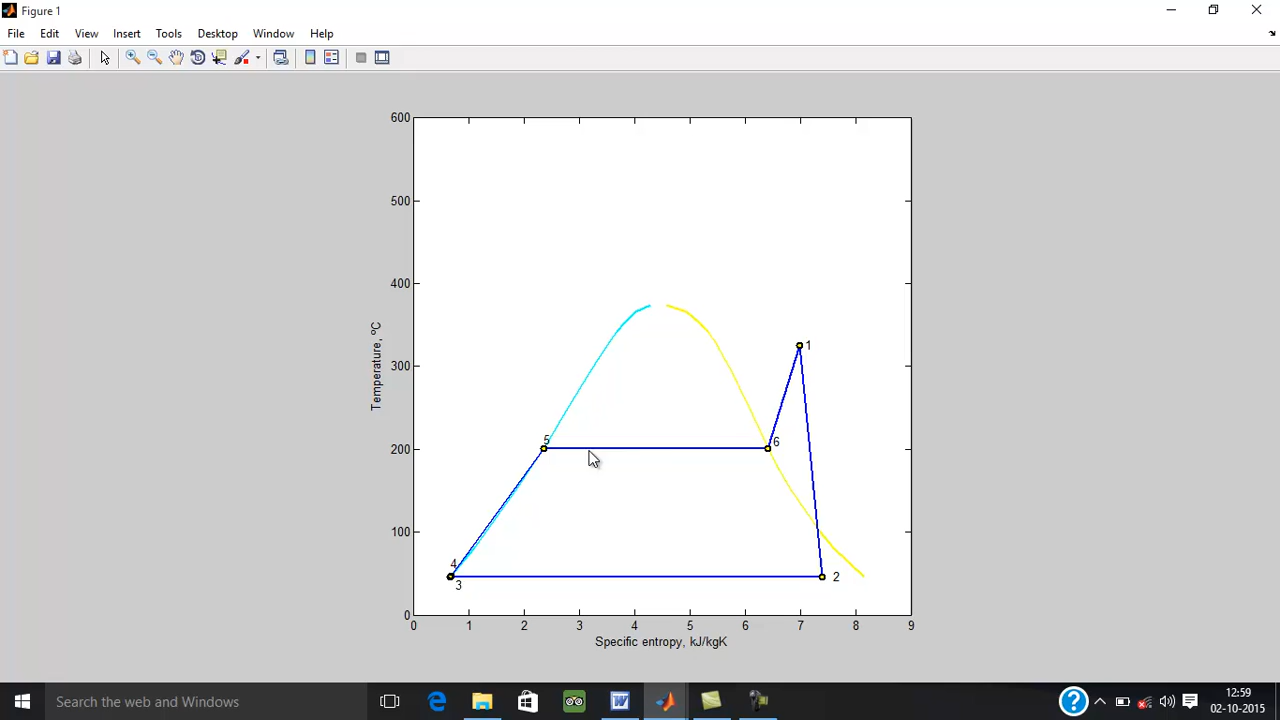 Figure 1
File Edit View Insert Tools Desktop Window Help
600
500
400
300
200
100
0
Temperature, ºC
1
5
6
4
3
2
0 1 2 3 4 5 6 7 8 9
Specific entropy, kJ/kgK
Search the web and Windows
12:59
02-10-2015